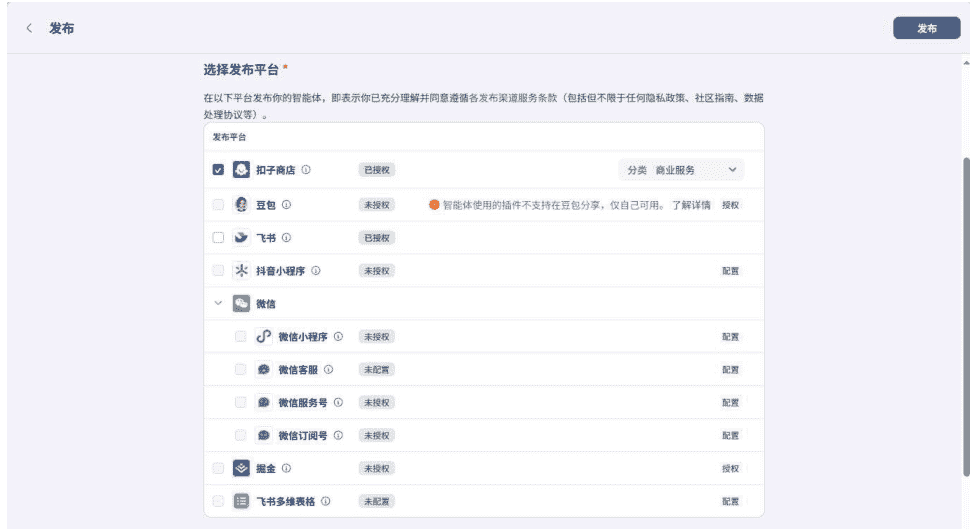 发布
发布
选择发布平台 *
在以下平台发布你的智能体，即表示你已充分理解并同意遵循各发布渠道服务条款（包括但不限于任何隐私政策、社区指南、数据
处理协议等）。
发布平台
扣子商店 已授权 分类 商业服务
豆包 未授权 智能体使用的插件不支持在豆包分享，仅自己可用。 了解详情 授权
飞书 已授权
抖音小程序 未授权 配置
微信
微信小程序 未授权 配置
微信客服 未配置 配置
微信服务号 未授权 配置
微信订阅号 未授权 配置
掘金 未授权 授权
飞书多维表格 未配置 配置